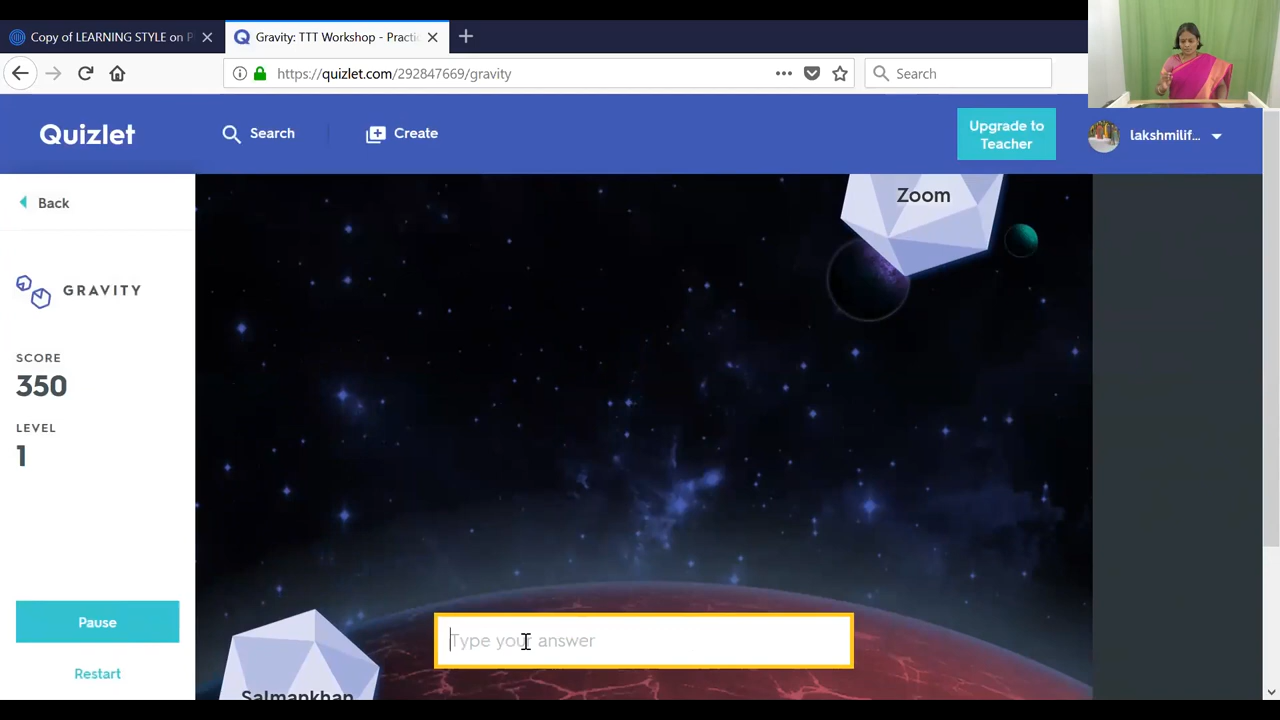 Copy of LEARNING STYLE on P
Gravity: TTT Workshop - Practic
https://quizlet.com/292847669/gravity
Search
Quizlet
Search
Create
Upgrade to
Teacher
lakshmilif...
Back
Zoom
GRAVITY
SCORE
350
LEVEL
1
Pause
Type your answer
Restart
Salmankhan